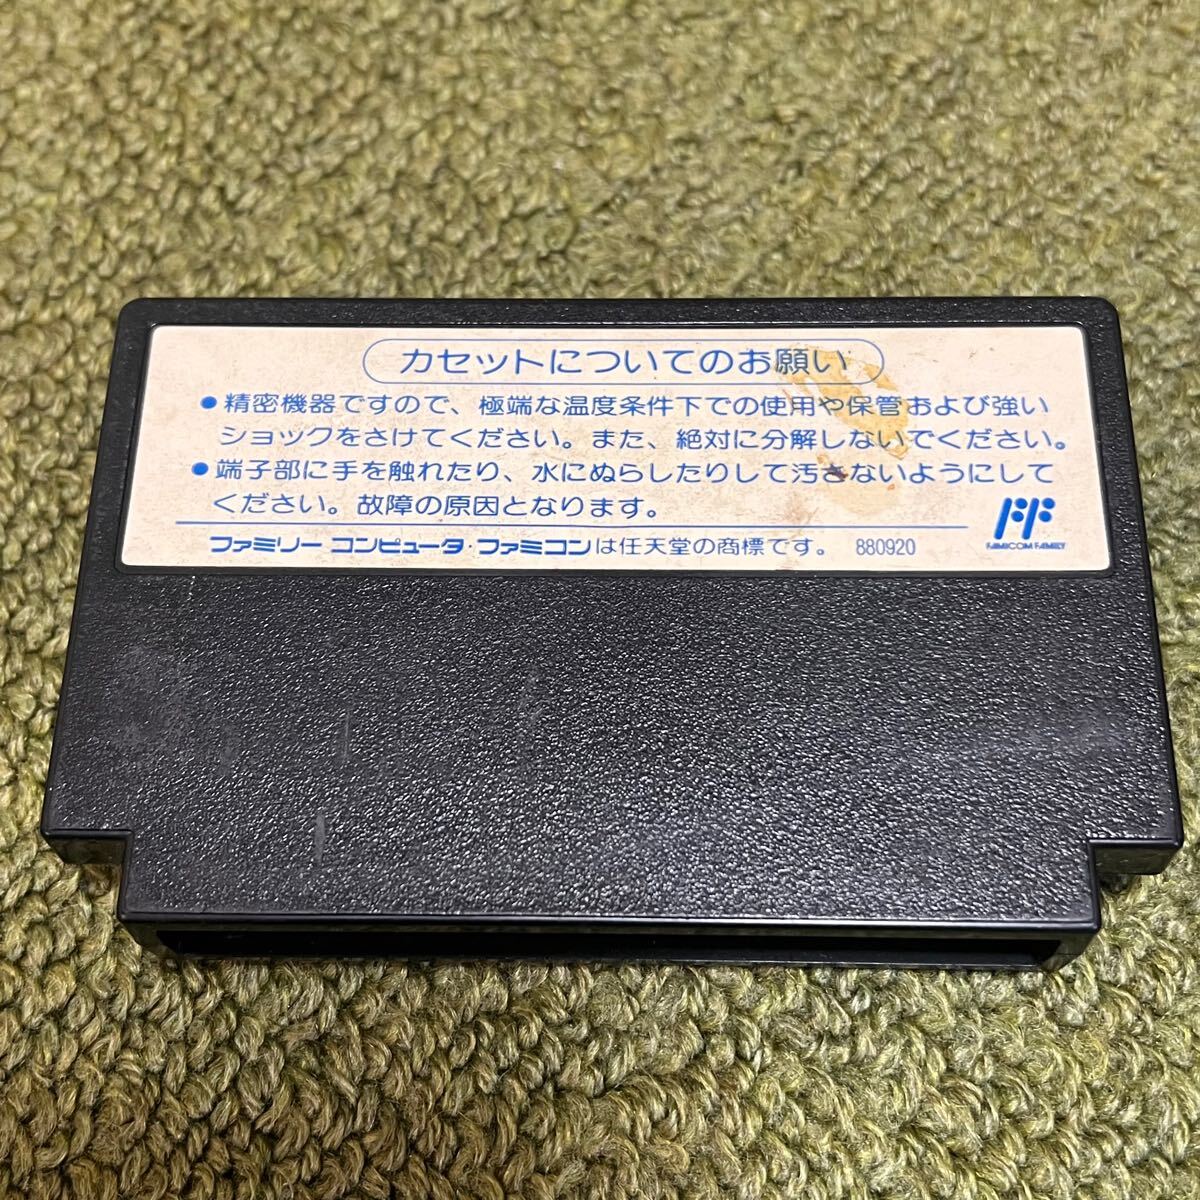 カセットについてのお願い
●精密機器ですので、極端な温度条件下での使用や保管および強い
ショックをさけてください。また、絶対に分解しないでください。
●端子部に手を触れたり、水にぬらしたりして汚さないようにして
ください。故障の原因となります。
FF
FAMICOM FAMILY
ファミリーコンピュータ・ファミコンは任天堂の商標です。 880920